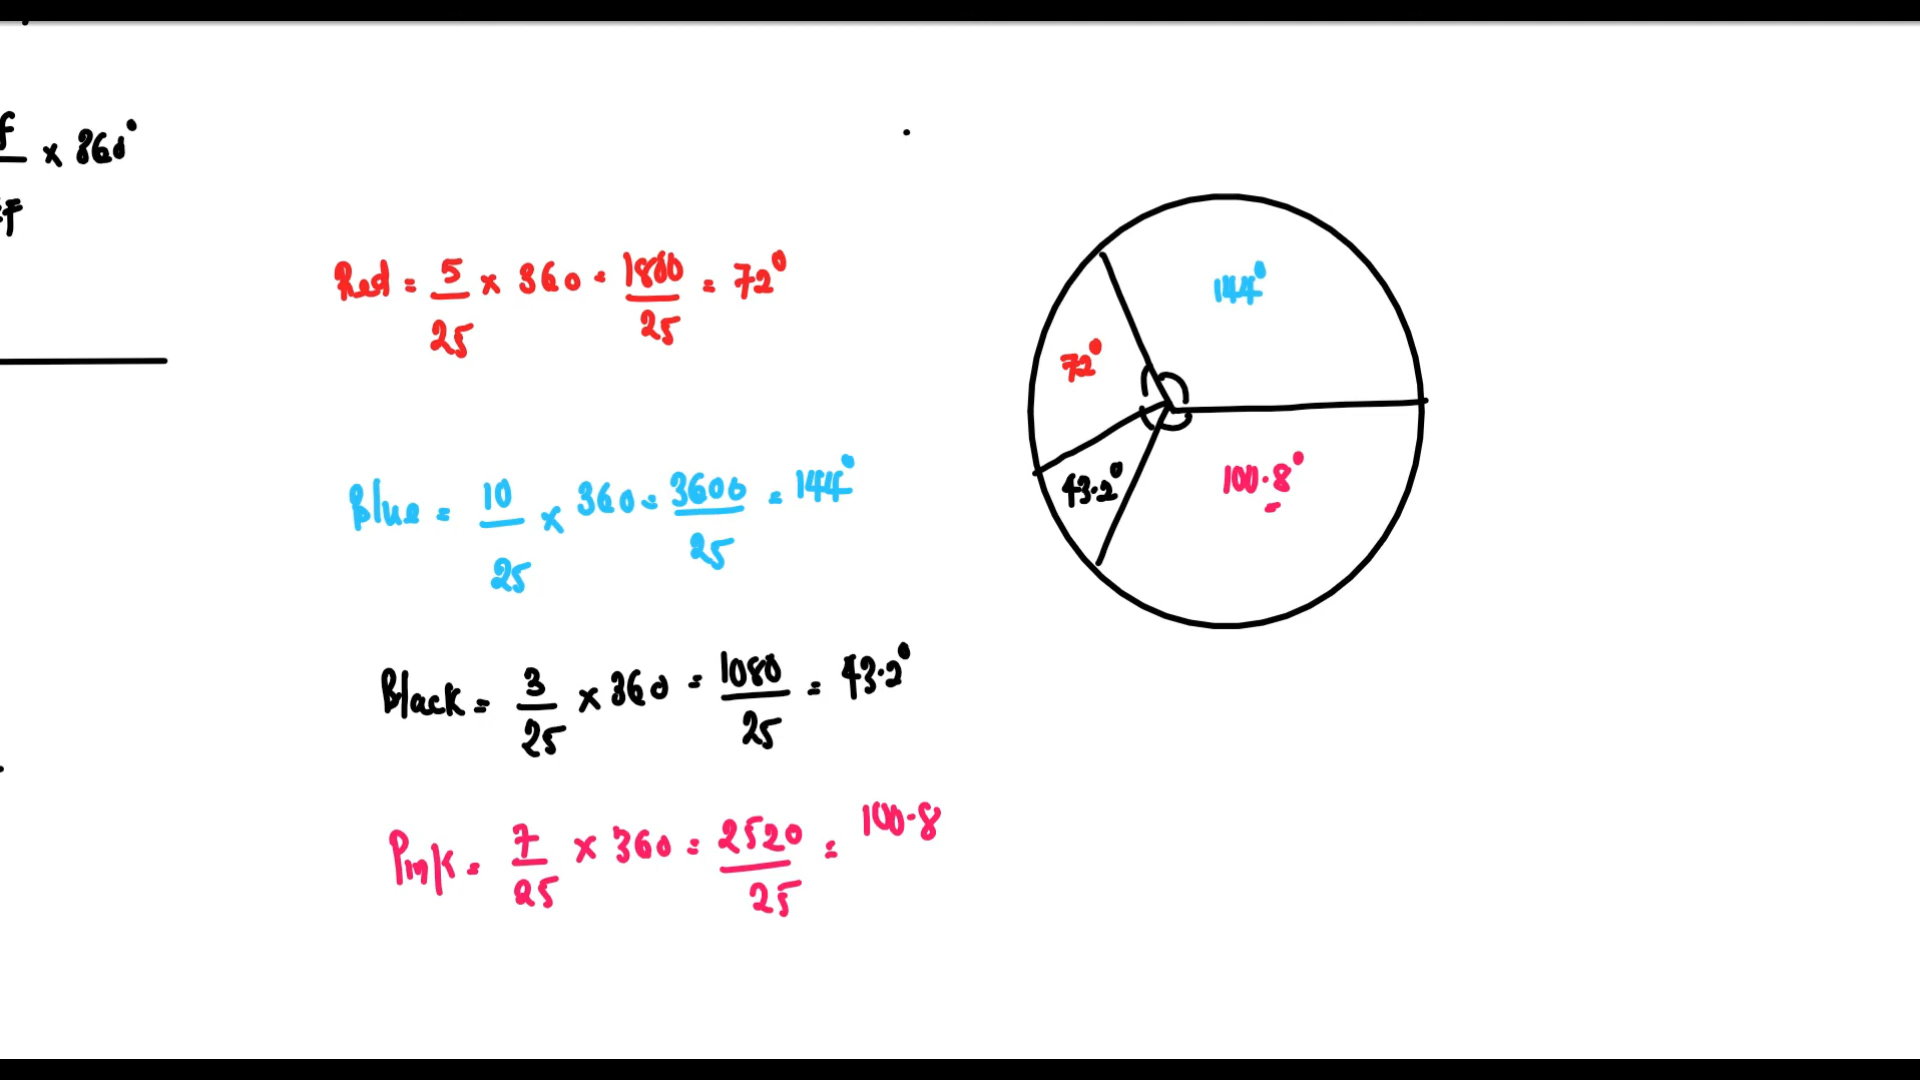 f
— × 360°
Ef
Red = 5/25 × 360 = 1800/25 = 72°
Blue = 10/25 × 360 = 3600/25 = 144°
Black = 3/25 × 360 = 1080/25 = 43.2°
Pink = 7/25 × 360 = 2520/25 = 100.8
144°
72°
43.2°
100.8°